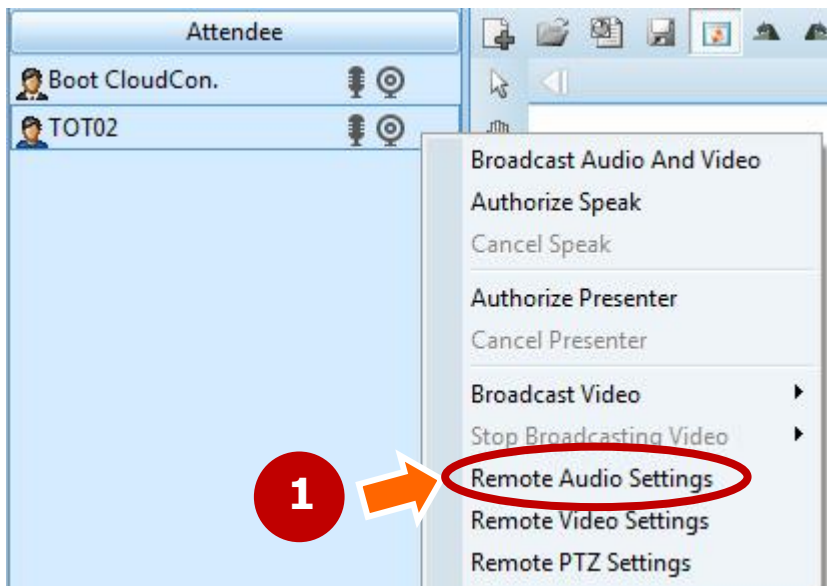 Attendee
Boot CloudCon.
TOT02
Broadcast Audio And Video
Authorize Speak
Cancel Speak
Authorize Presenter
Cancel Presenter
Broadcast Video
Stop Broadcasting Video
1
Remote Audio Settings
Remote Video Settings
Remote PTZ Settings